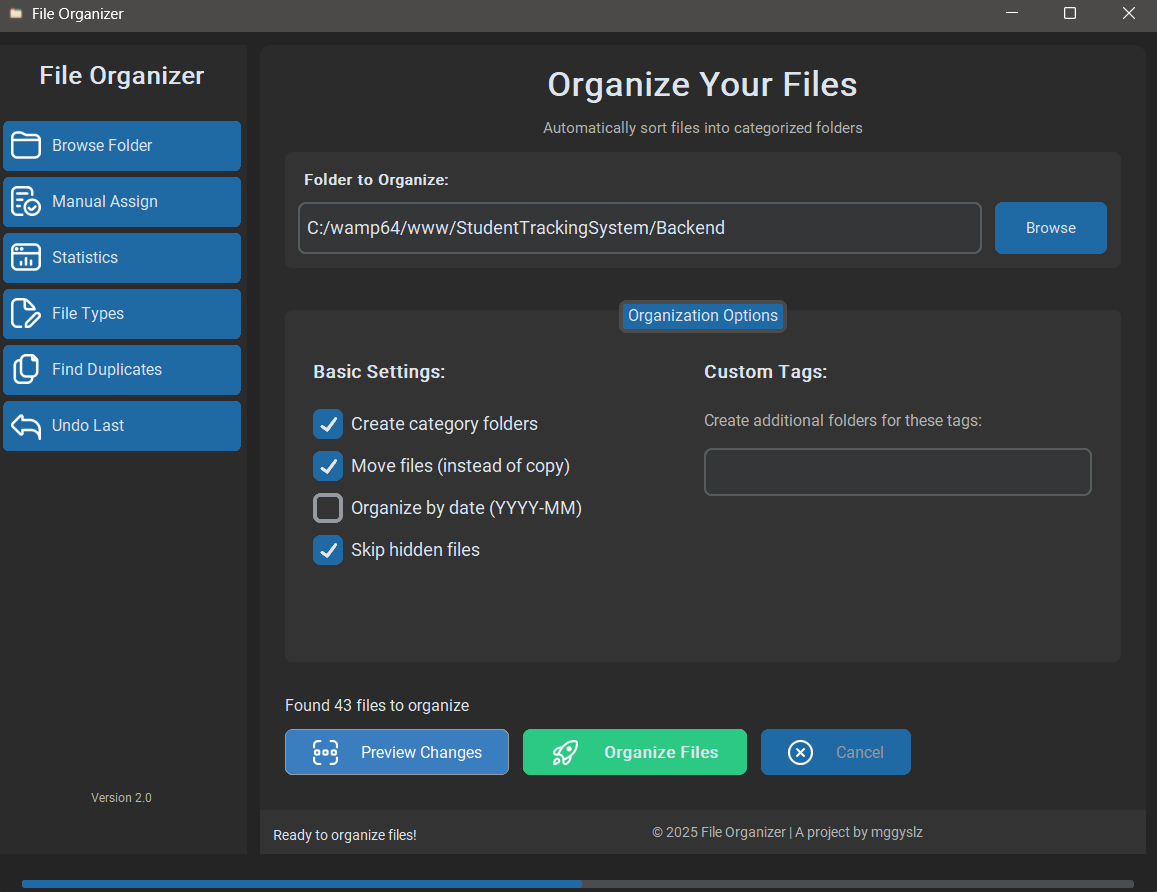 File Organizer
File Organizer
Browse Folder
Manual Assign
Statistics
File Types
Find Duplicates
Undo Last
Version 2.0
Organize Your Files
Automatically sort files into categorized folders
Folder to Organize:
C:/wamp64/www/StudentTrackingSystem/Backend
Browse
Organization Options
Basic Settings:
Create category folders
Move files (instead of copy)
Organize by date (YYYY-MM)
Skip hidden files
Custom Tags:
Create additional folders for these tags:
Found 43 files to organize
Preview Changes
Organize Files
Cancel
Ready to organize files!
© 2025 File Organizer | A project by mggyslz